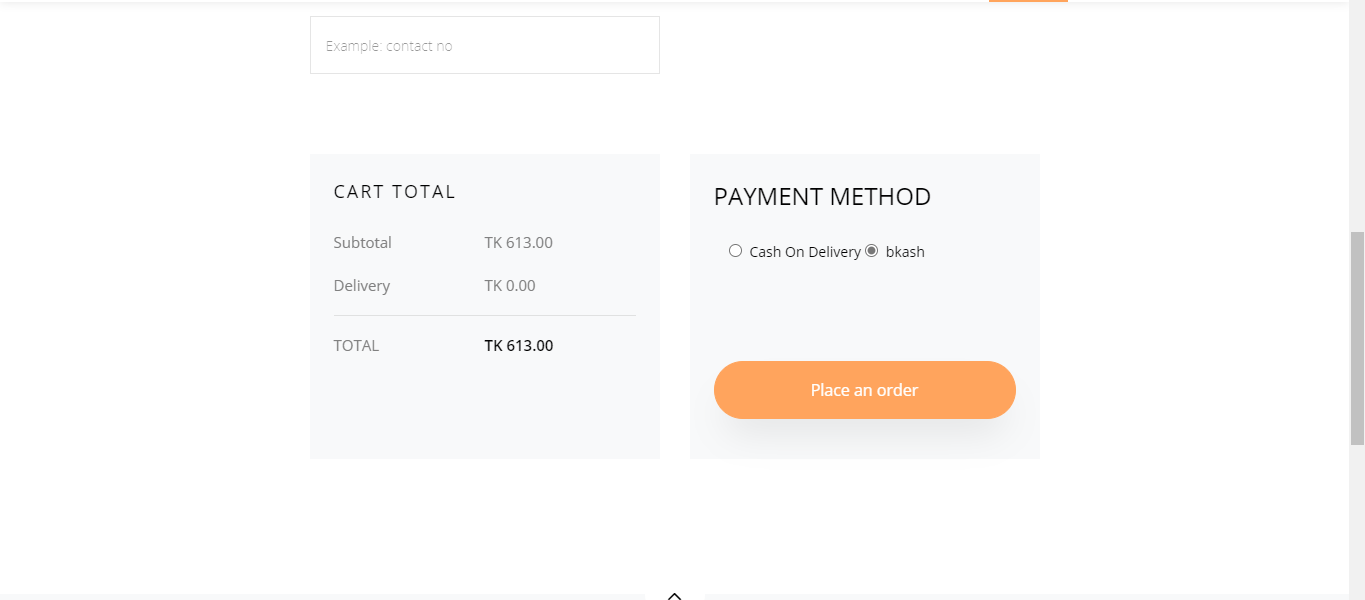 Example: contact no
CART TOTAL
Subtotal TK 613.00
Delivery TK 0.00
TOTAL TK 613.00
PAYMENT METHOD
Cash On Delivery bkash
Place an order